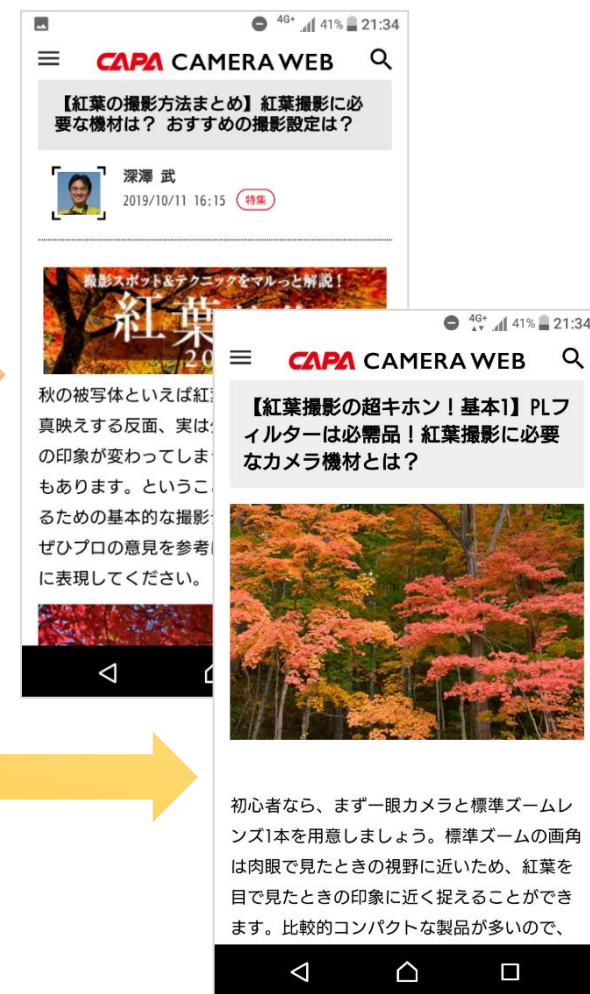 4G+ 41% 21:34
CAPA CAMERA WEB
【紅葉の撮影方法まとめ】紅葉撮影に必
要な機材は? おすすめの撮影設定は?
深澤 武
2019/10/11 16:15 特集
撮影スポット&テクニックをマルっと解説!
紅葉
20
秋の被写体といえば紅
真映えする反面、実は
の印象が変わってしま
もあります。というこ
るための基本的な撮影
ぜひプロの意見を参考
に表現してください。
4G+ 41% 21:34
CAPA CAMERA WEB
【紅葉撮影の超キホン!基本1】PLフ
ィルターは必需品!紅葉撮影に必要
なカメラ機材とは?
初心者なら、まず一眼カメラと標準ズームレ
ンズ1本を用意しましょう。標準ズームの画角
は肉眼で見たときの視野に近いため、紅葉を
目で見たときの印象に近く捉えることができ
ます。比較的コンパクトな製品が多いので、